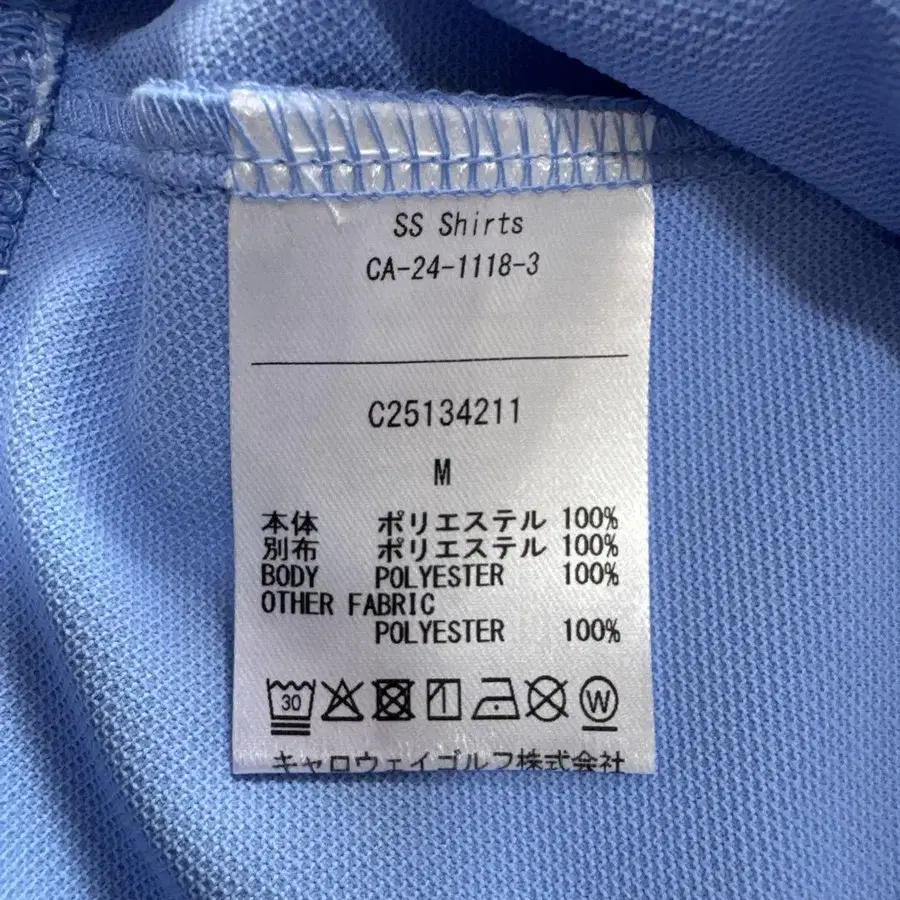 SS Shirts
CA-24-1118-3
C25134211
M
本体 ポリエステル 100%
別布 ポリエステル 100%
BODY POLYESTER 100%
OTHER FABRIC
POLYESTER 100%
30 W
キャロウェイゴルフ株式会社